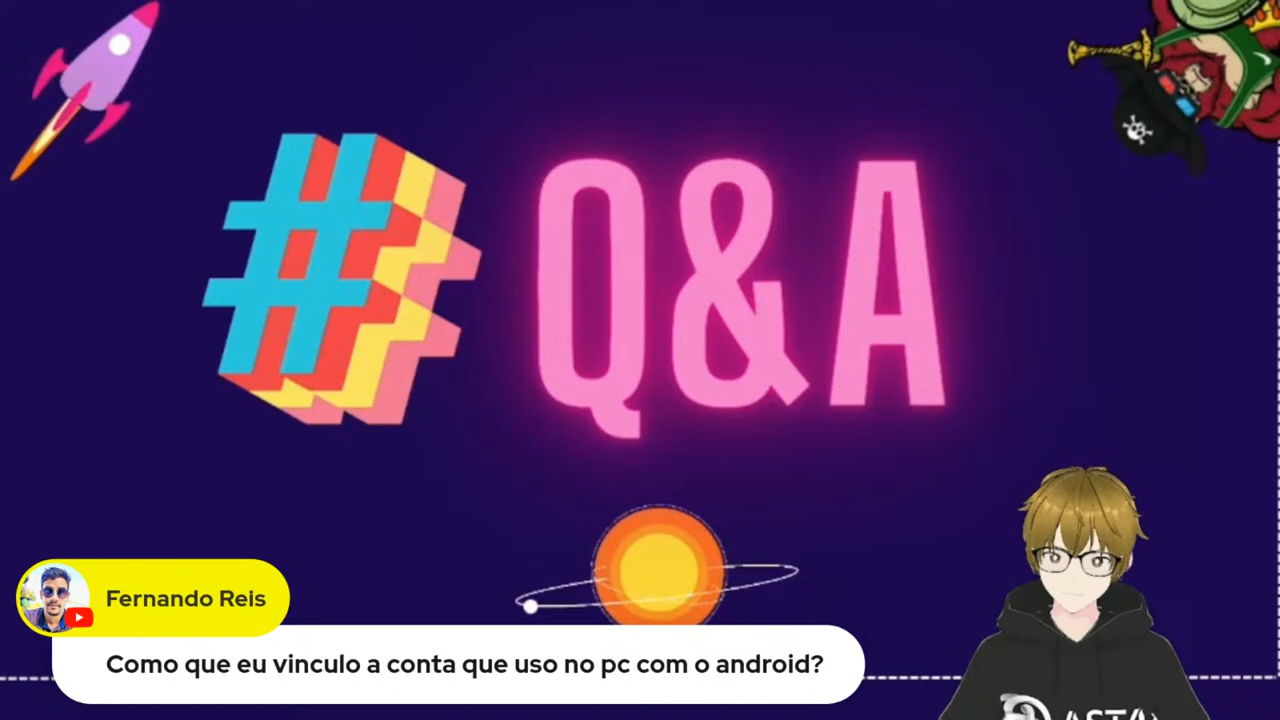 # Q&A
Fernando Reis
Como que eu vinculo a conta que uso no pc com o android?